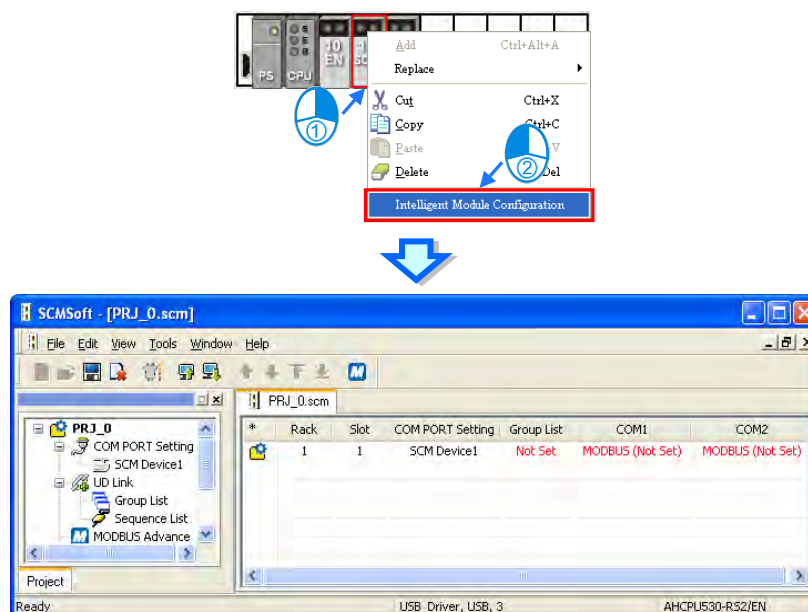 PS CPU 10 EN
Add Ctrl+Alt+A
Replace
Cut Ctrl+X
Copy Ctrl+C
Paste
Delete Del
Intelligent Module Configuration
①
②
SCMSoft - [PRJ_0.scm]
File Edit View Tools Window Help
PRJ_0.scm
PRJ_0
COM PORT Setting
SCM Device1
UD Link
Group List
Sequence List
MODBUS Advance
Project
* Rack Slot COM PORT Setting Group List COM1 COM2
1 1 SCM Device1 Not Set MODBUS (Not Set) MODBUS (Not Set)
Ready USB Driver, USB, 3 AHCPU530-RS2/EN